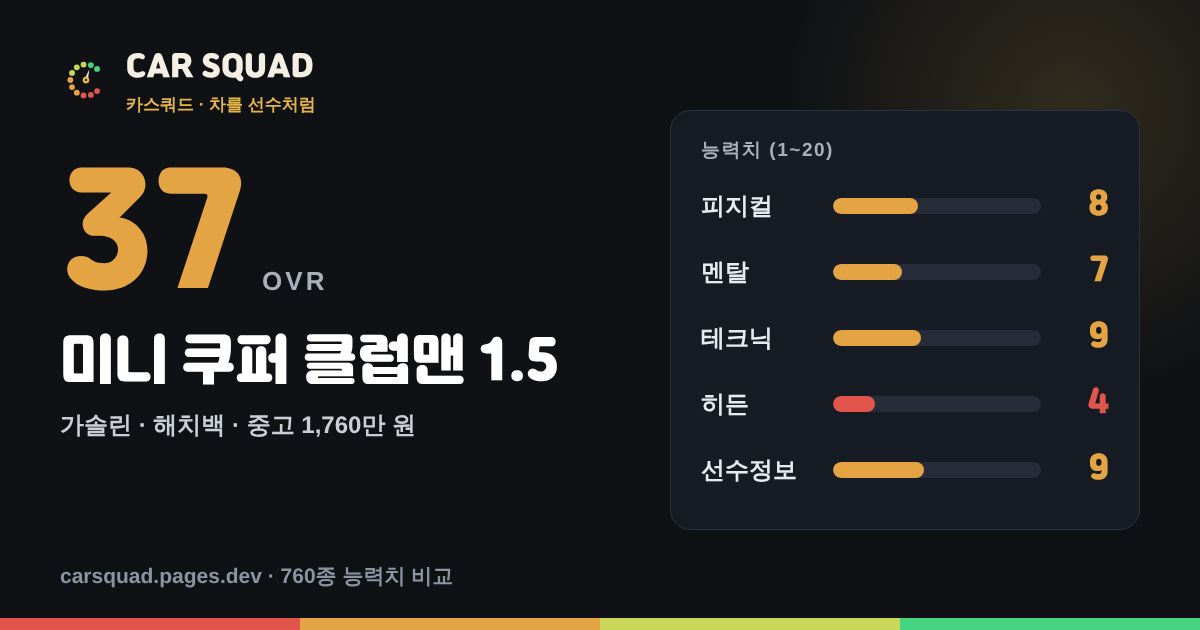 CAR SQUAD
카스쿼드 · 차를 선수처럼
37 OVR
미니 쿠퍼 클럽맨 1.5
가솔린 · 해치백 · 중고 1,760만 원
능력치 (1~20)
피지컬 8
멘탈 7
테크닉 9
히든 4
선수정보 9
carsquad.pages.dev · 760종 능력치 비교